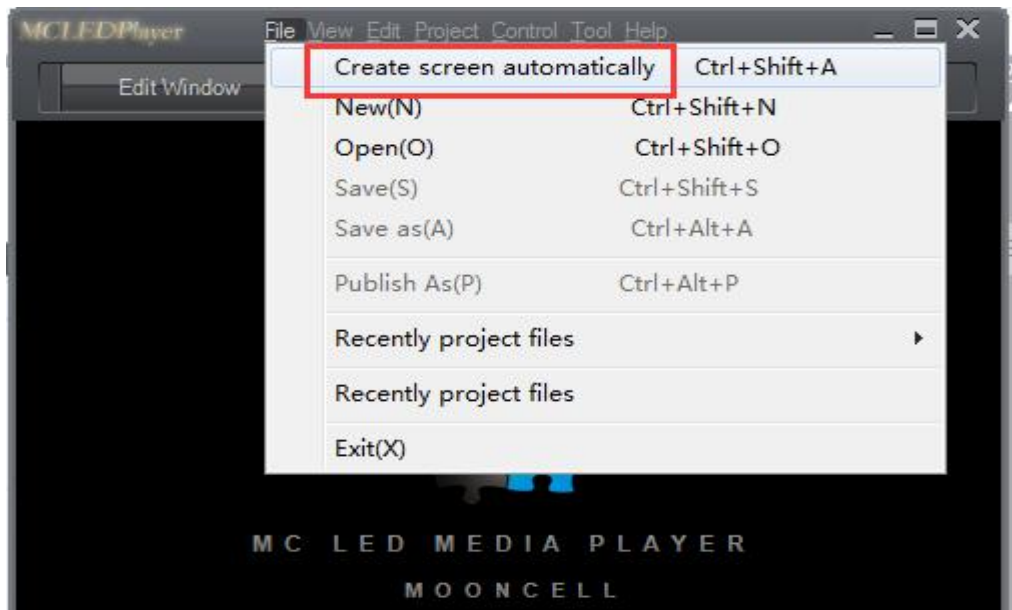 MCLEDPlayer File View Edit Project Control Tool Help
Edit Window
Create screen automatically Ctrl+Shift+A
New(N) Ctrl+Shift+N
Open(O) Ctrl+Shift+O
Save(S) Ctrl+Shift+S
Save as(A) Ctrl+Alt+A
Publish As(P) Ctrl+Alt+P
Recently project files
Recently project files
Exit(X)
MC LED MEDIA PLAYER
MOONCELL